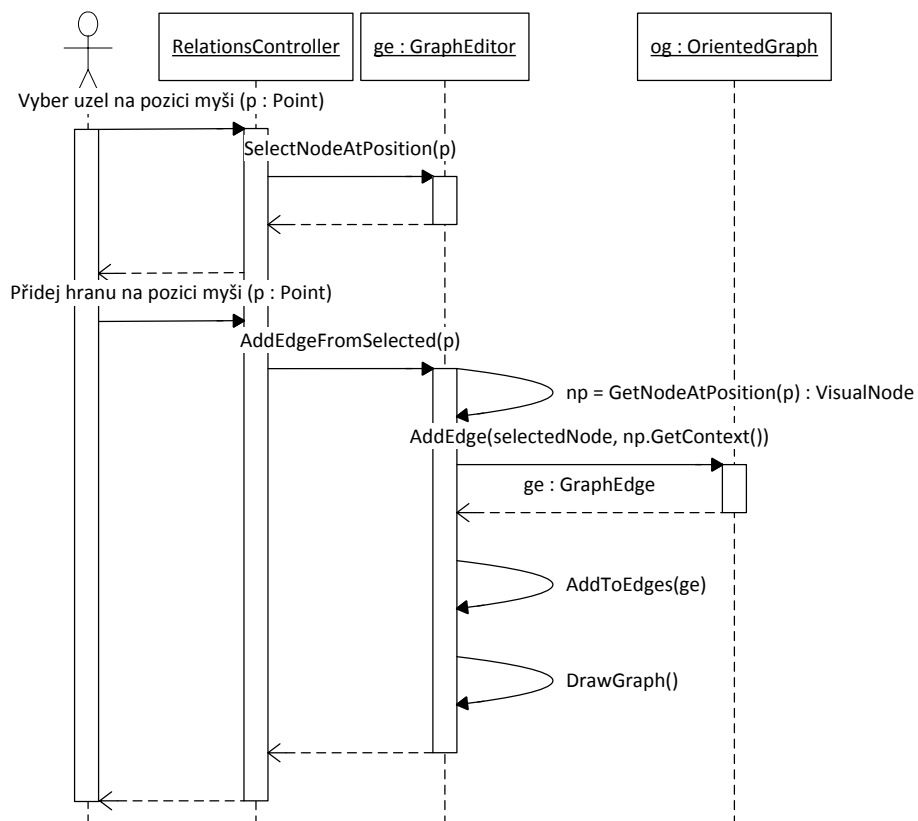 RelationsController
ge : GraphEditor
og : OrientedGraph
Vyber uzel na pozici myši (p : Point)
SelectNodeAtPosition(p)
Přidej hranu na pozici myši (p : Point)
AddEdgeFromSelected(p)
np = GetNodeAtPosition(p) : VisualNode
AddEdge(selectedNode, np.GetContext())
ge : GraphEdge
AddToEdges(ge)
DrawGraph()